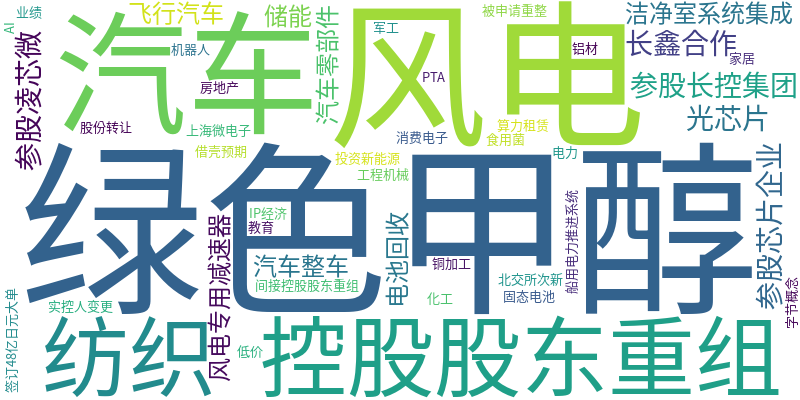 飞行汽车
储能
被申请重整
洁净室系统集成
业绩
AI
参股凌芯微
汽车
风电
汽车零部件
军工
长鑫合作
机器人
铝材
家居
房地产
PTA
参股长控集团
股份转让
上海微电子
消费电子
算力租赁
食用菌
光芯片
借壳预期
投资新能源
电力
工程机械
绿色甲醇
参股芯片企业
IP经济
教育
风电专用减速器
电池回收
船用电力推进系统
汽车整车
铜加工
北交所次新
间接控股股东重组
固态电池
化工
字节概念
实控人变更
签订48亿日元大单
纺织
控股股东重组
低价